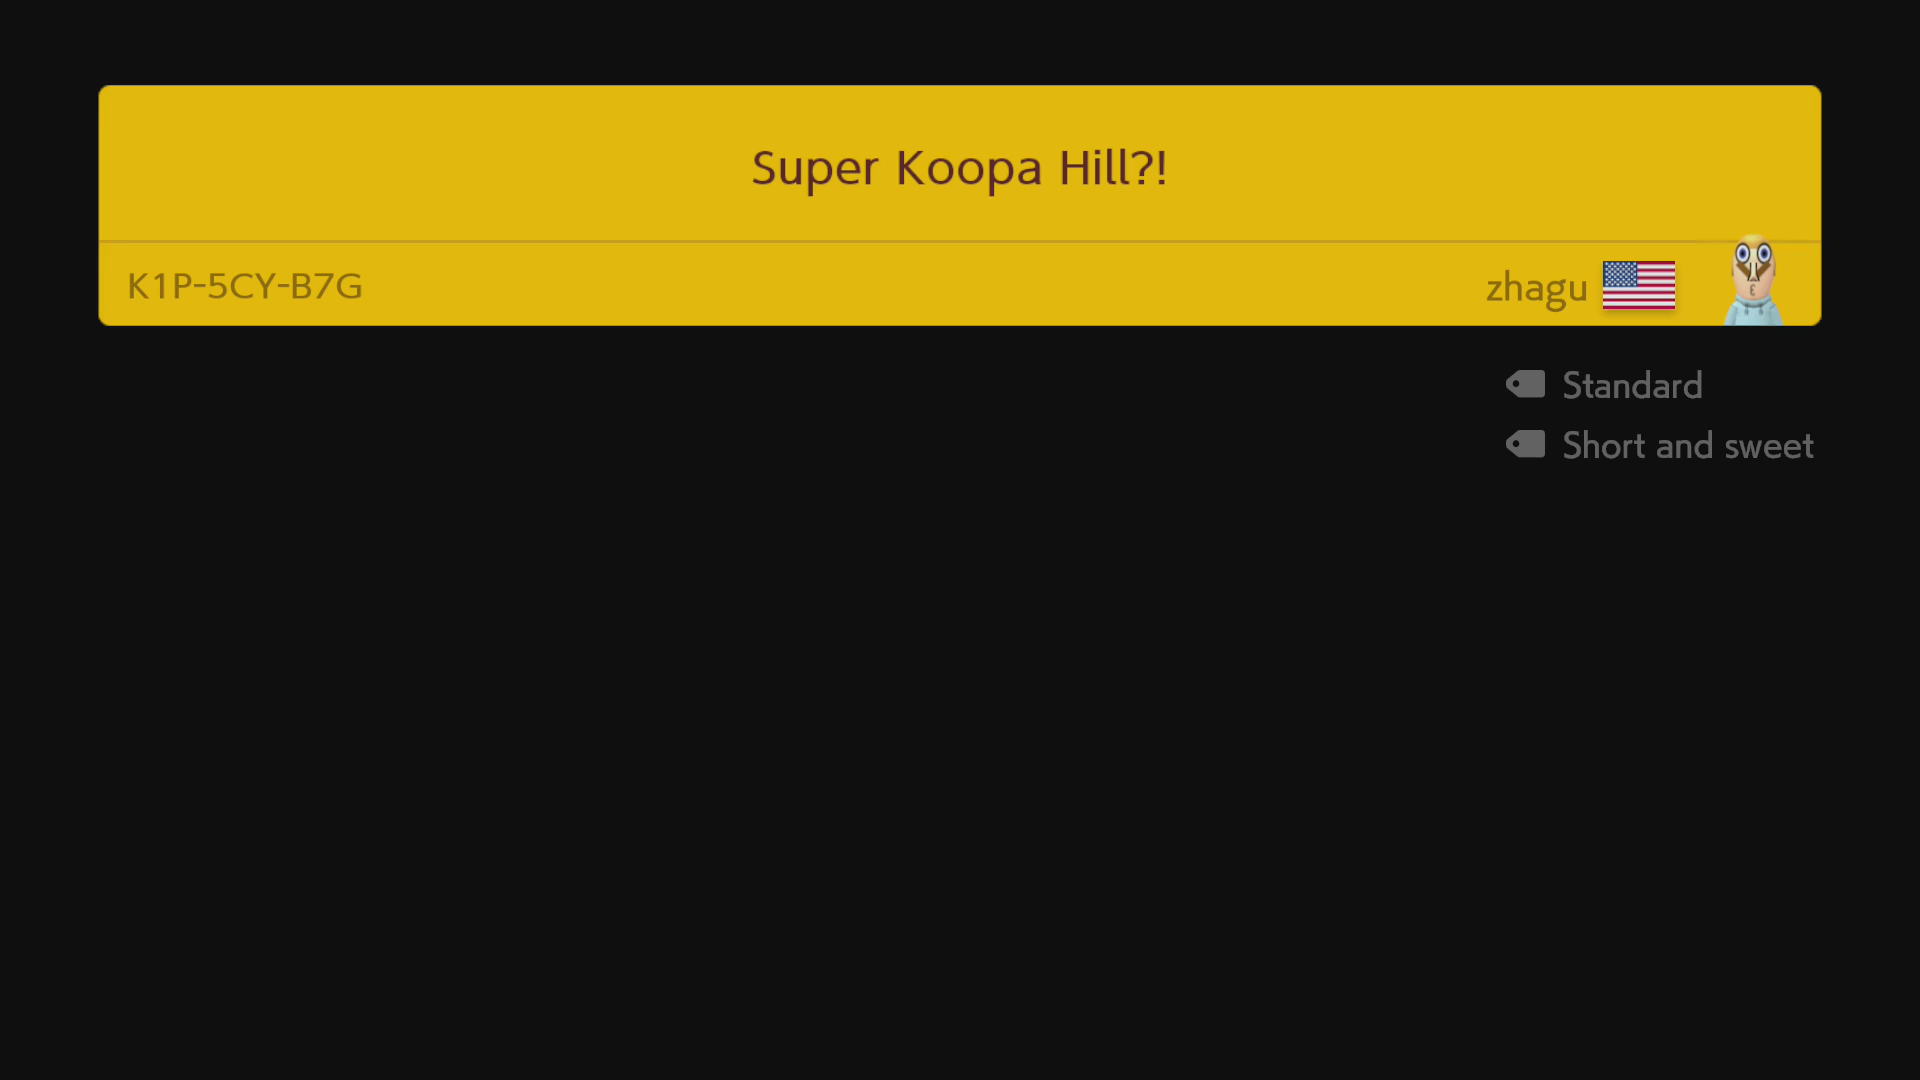 Super Koopa Hill?!
K1P-5CY-B7G
zhagu
Standard
Short and sweet